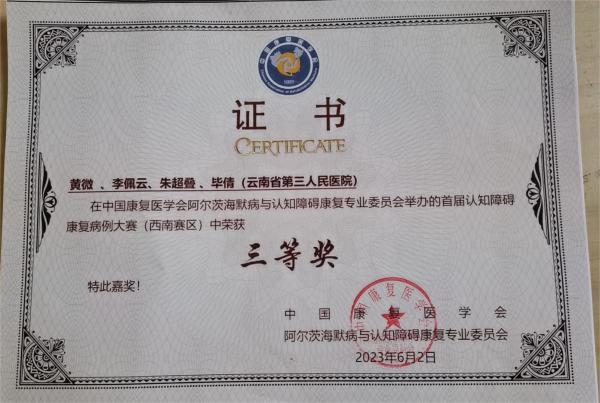 证书
CERTIFICATE
黄微、李佩云、朱超叠、毕倩（云南省第三人民医院）
在中国康复医学会阿尔茨海默病与认知障碍康复专业委员会举办的首届认知障碍
康复病例大赛（西南赛区）中荣获
三等奖
特此嘉奖！
中国康复医学会
阿尔茨海默病与认知障碍康复专业委员会
2023年6月2日